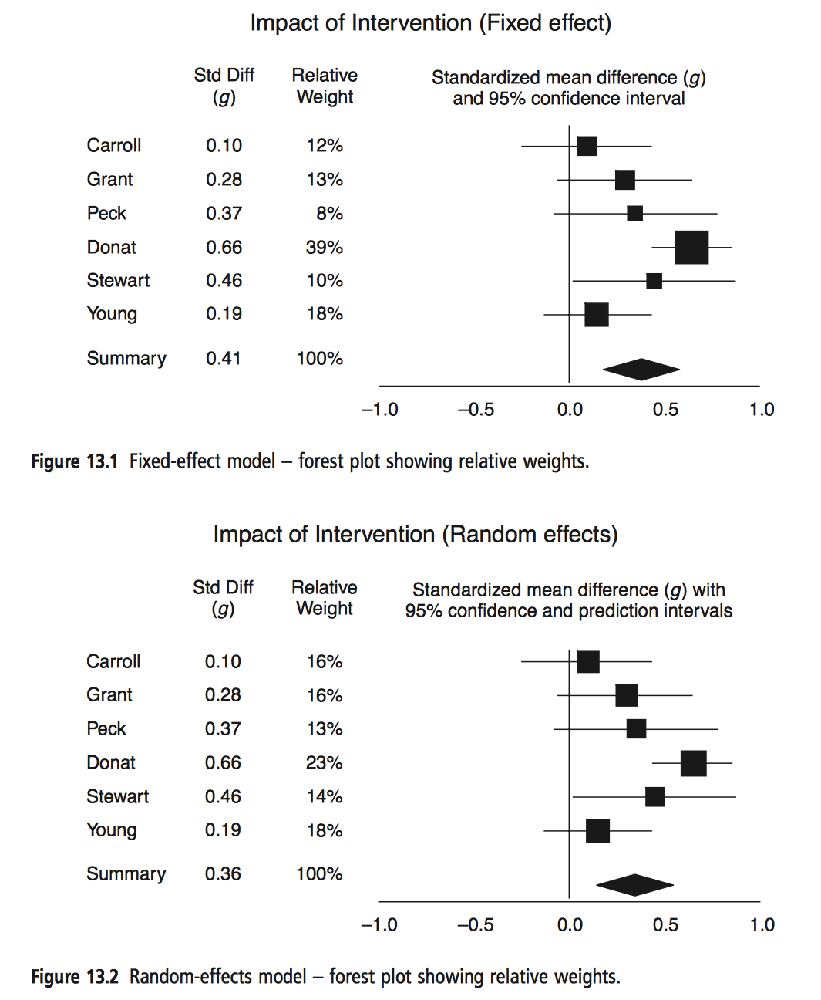 Impact of Intervention (Fixed effect)
Std Diff (g) Relative Weight Standardized mean difference (g) and 95% confidence interval
Carroll 0.10 12%
Grant 0.28 13%
Peck 0.37 8%
Donat 0.66 39%
Stewart 0.46 10%
Young 0.19 18%
Summary 0.41 100%
–1.0 –0.5 0.0 0.5 1.0
Figure 13.1 Fixed-effect model – forest plot showing relative weights.
Impact of Intervention (Random effects)
Std Diff (g) Relative Weight Standardized mean difference (g) with 95% confidence and prediction intervals
Carroll 0.10 16%
Grant 0.28 16%
Peck 0.37 13%
Donat 0.66 23%
Stewart 0.46 14%
Young 0.19 18%
Summary 0.36 100%
–1.0 –0.5 0.0 0.5 1.0
Figure 13.2 Random-effects model – forest plot showing relative weights.